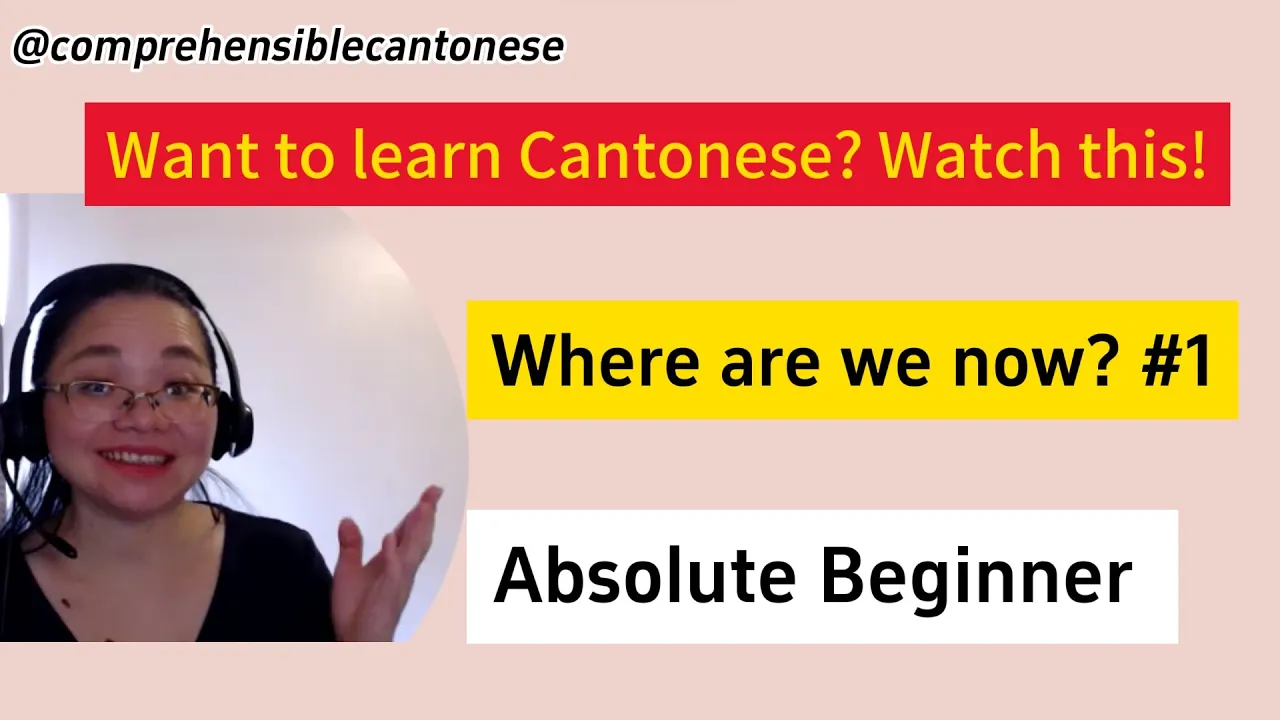 @comprehensiblecantonese
Want to learn Cantonese? Watch this!
Where are we now? #1
Absolute Beginner